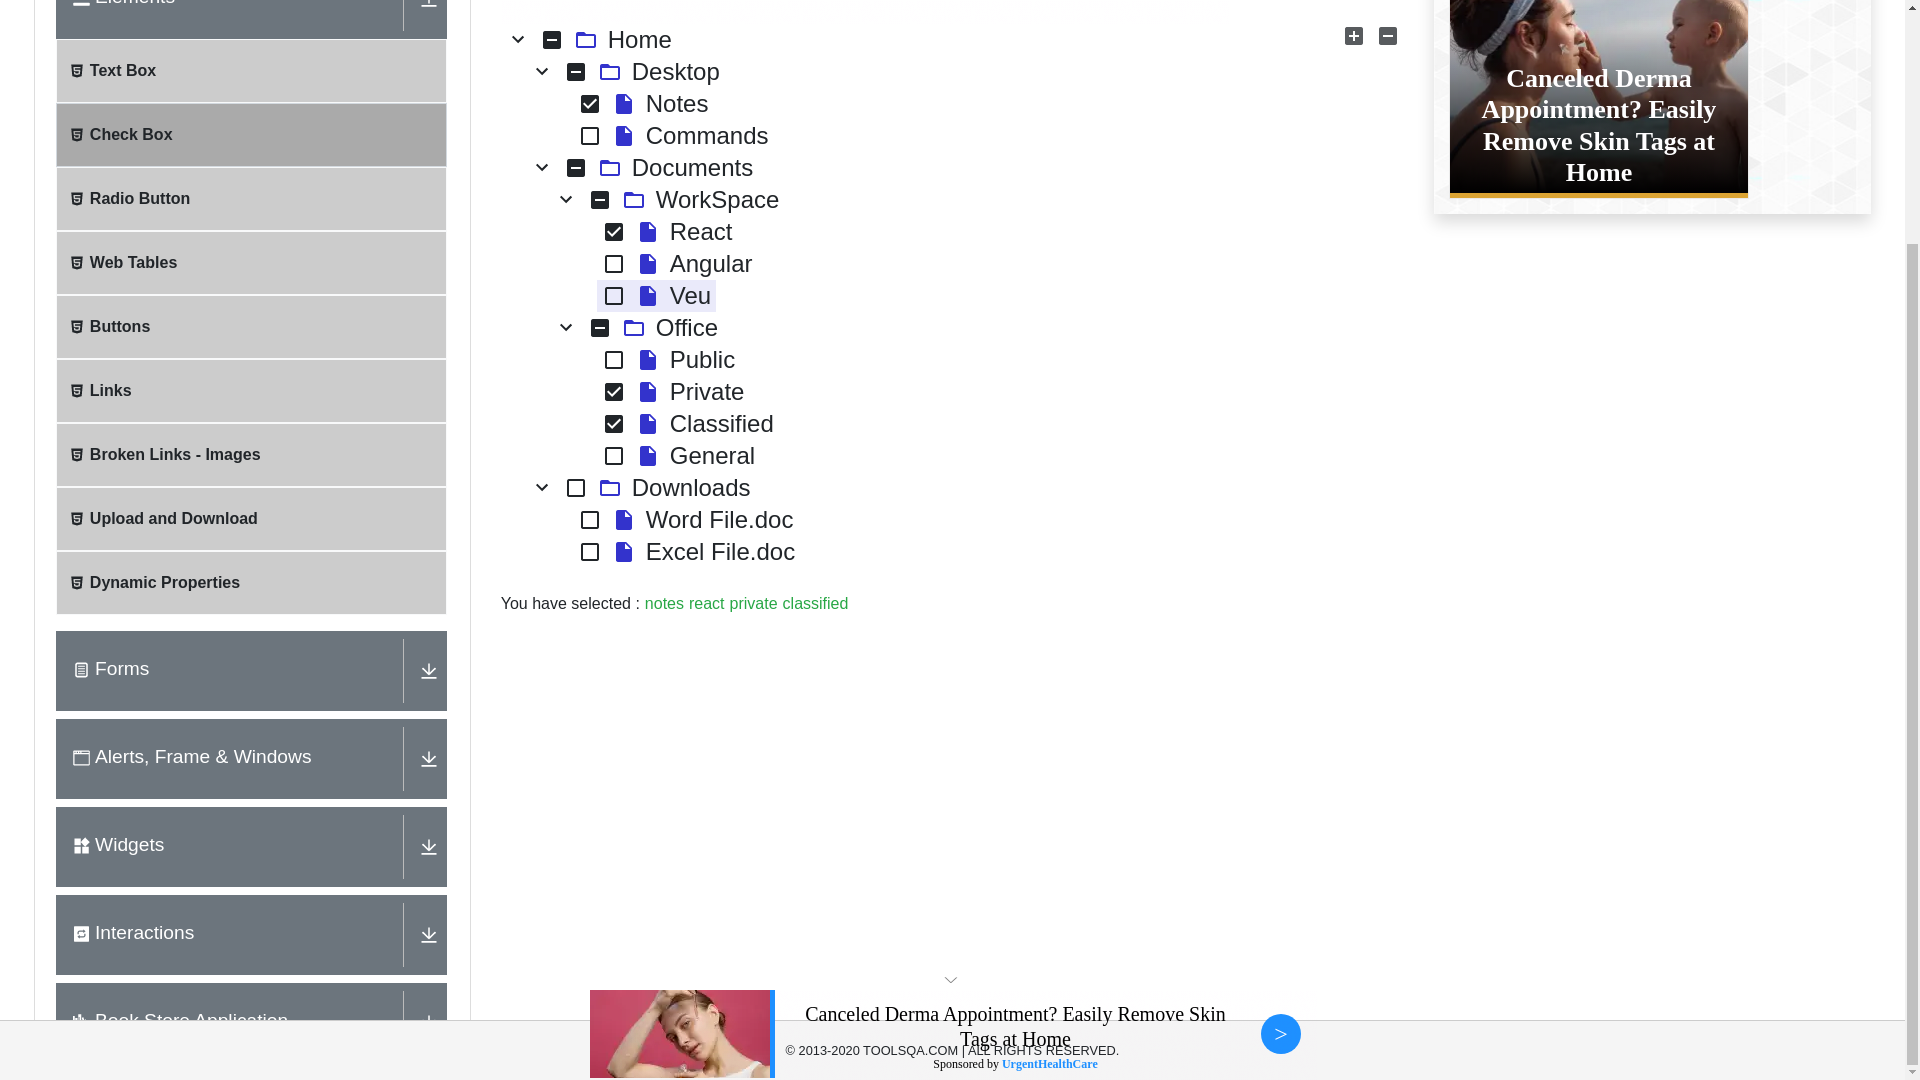 Elements
Text Box
Check Box
Radio Button
Web Tables
Buttons
Links
Broken Links - Images
Upload and Download
Dynamic Properties
Forms
Alerts, Frame & Windows
Widgets
Interactions
Book Store Application
Home
Desktop
Notes
Commands
Documents
WorkSpace
React
Angular
Veu
Office
Public
Private
Classified
General
Downloads
Word File.doc
Excel File.doc
You have selected : notes react private classified
Canceled Derma
Appointment? Easily
Remove Skin Tags at
Home
Canceled Derma Appointment? Easily Remove Skin
Tags at Home
>
© 2013-2020 TOOLSQA.COM | ALL RIGHTS RESERVED.
Sponsored by UrgentHealthCare